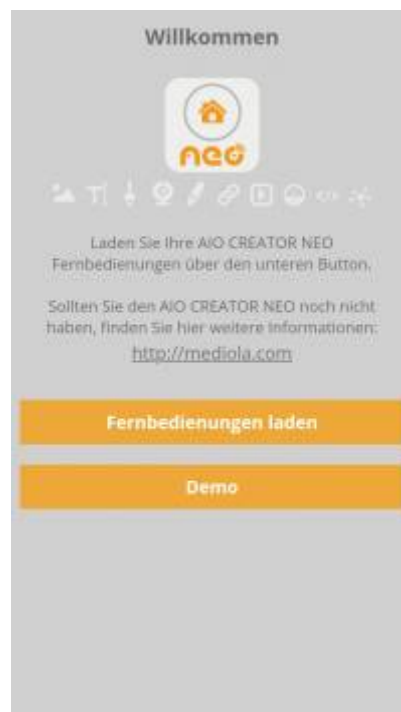 Willkommen
neo
Laden Sie Ihre AIO CREATOR NEO
Fernbedienungen über den unteren Button.
Sollten Sie den AIO CREATOR NEO noch nicht
haben, finden Sie hier weitere Informationen:
http://mediola.com
Fernbedienungen laden
Demo